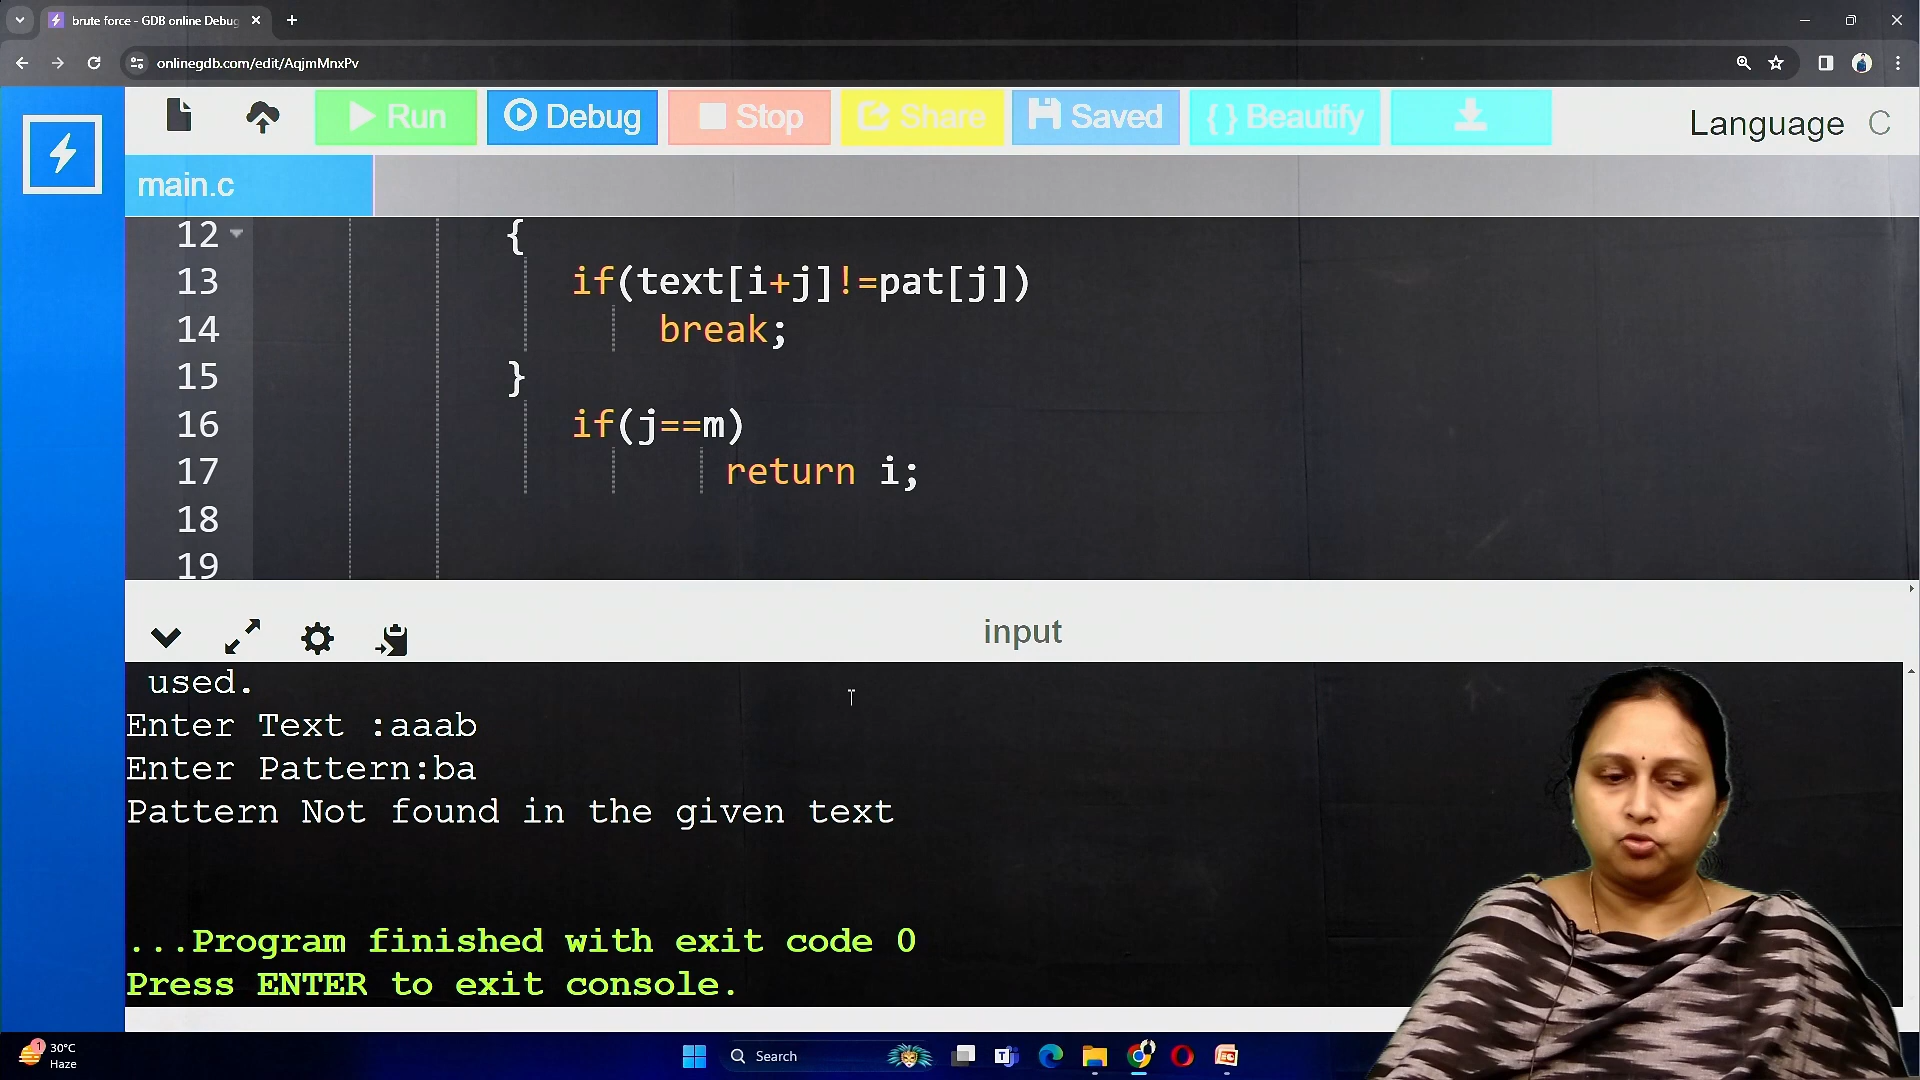 brute force - GDB online Debug
onlinegdb.com/edit/AqjmMnxPv
Run
Debug
Stop
Share
Saved
{ } Beautify
Language C
main.c
12 {
13 if(text[i+j]!=pat[j])
14 break;
15 }
16 if(j==m)
17 return i;
18
19
input
used.
Enter Text :aaab
Enter Pattern:ba
Pattern Not found in the given text
...Program finished with exit code 0
Press ENTER to exit console.
1
30°C
Haze
Search